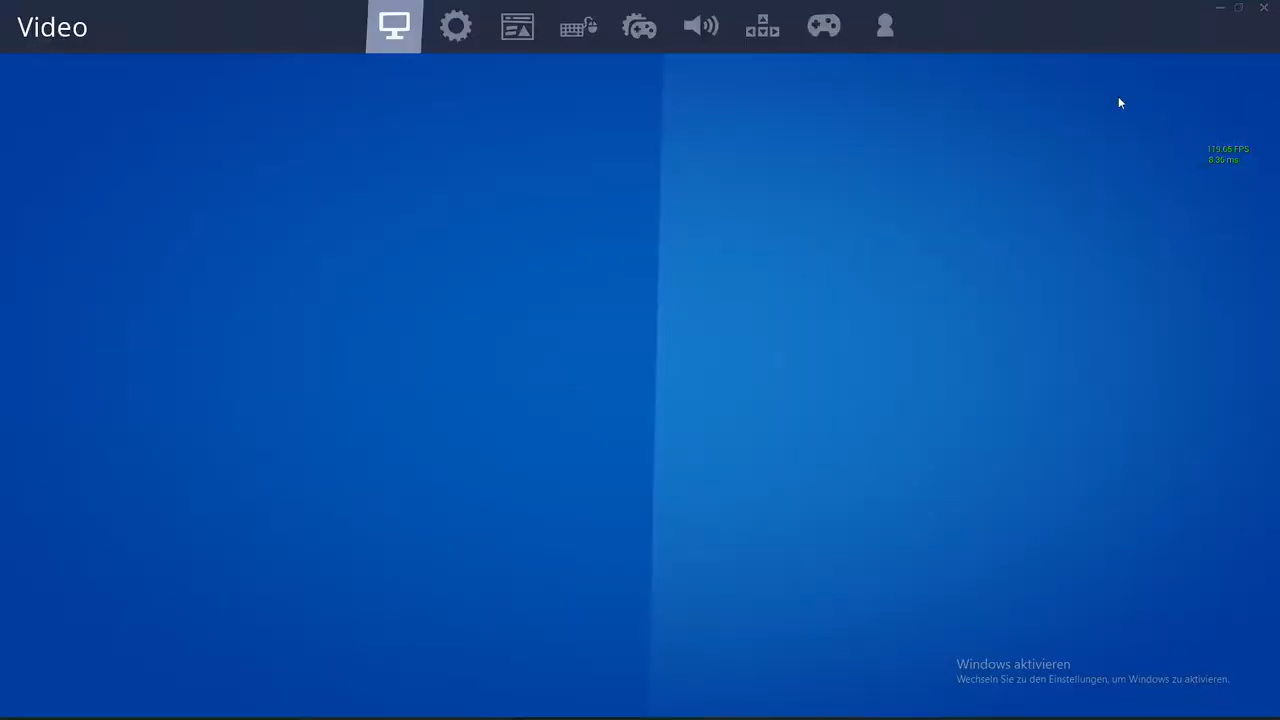 Video
119.65 FPS
8.36 ms
Windows aktivieren
Wechseln Sie zu den Einstellungen, um Windows zu aktivieren.